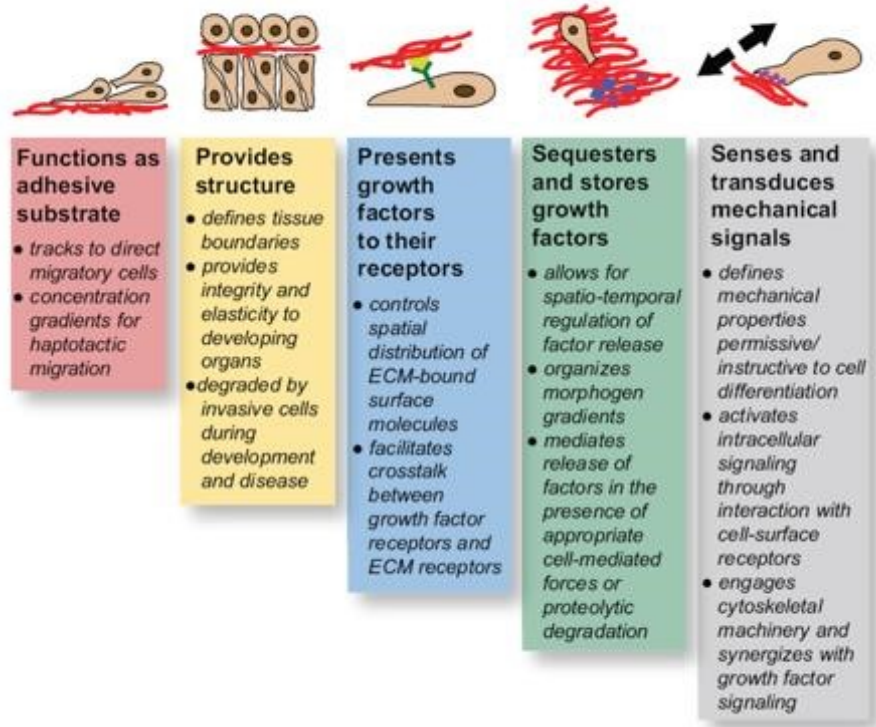 Functions as
adhesive
substrate
● tracks to direct
migratory cells
● concentration
gradients for
haptotactic
migration
Provides
structure
● defines tissue
boundaries
● provides
integrity and
elasticity to
developing
organs
●degraded by
invasive cells
during
development
and disease
Presents
growth
factors
to their
receptors
● controls
spatial
distribution of
ECM-bound
surface
molecules
● facilitates
crosstalk
between
growth factor
receptors and
ECM receptors
Sequesters
and stores
growth
factors
● allows for
spatio-temporal
regulation of
factor release
● organizes
morphogen
gradients
● mediates
release of
factors in the
presence of
appropriate
cell-mediated
forces or
proteolytic
degradation
Senses and
transduces
mechanical
signals
● defines
mechanical
properties
permissive/
instructive to cell
differentiation
● activates
intracellular
signaling
through
interaction with
cell-surface
receptors
● engages
cytoskeletal
machinery and
synergizes with
growth factor
signaling